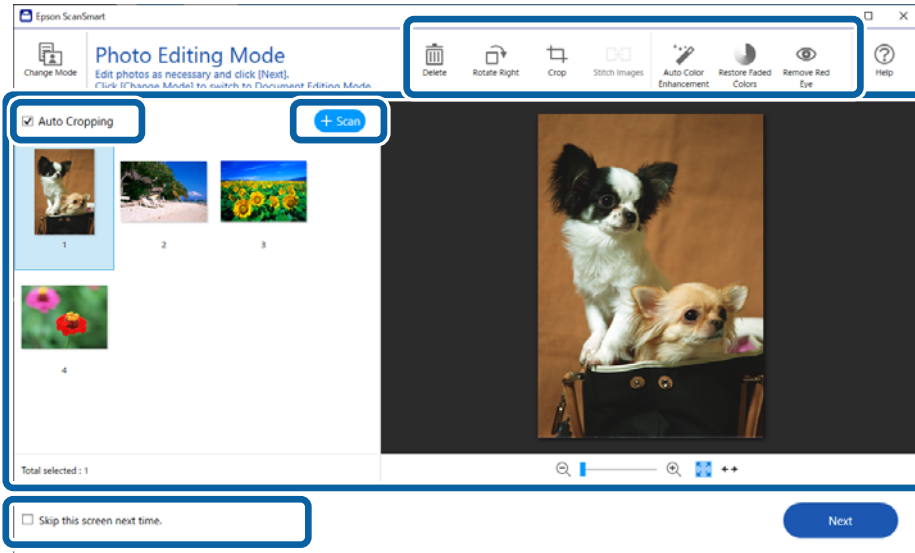 Epson ScanSmart
Change Mode
Photo Editing Mode
Edit photos as necessary and click [Next].
Click [Change Mode] to switch to Document Editing Mode.
Delete
Rotate Right
Crop
Stitch Images
Auto Color
Enhancement
Restore Faded
Colors
Remove Red
Eye
Help
Auto Cropping
+ Scan
1
2
3
4
Total selected : 1
Skip this screen next time.
Next